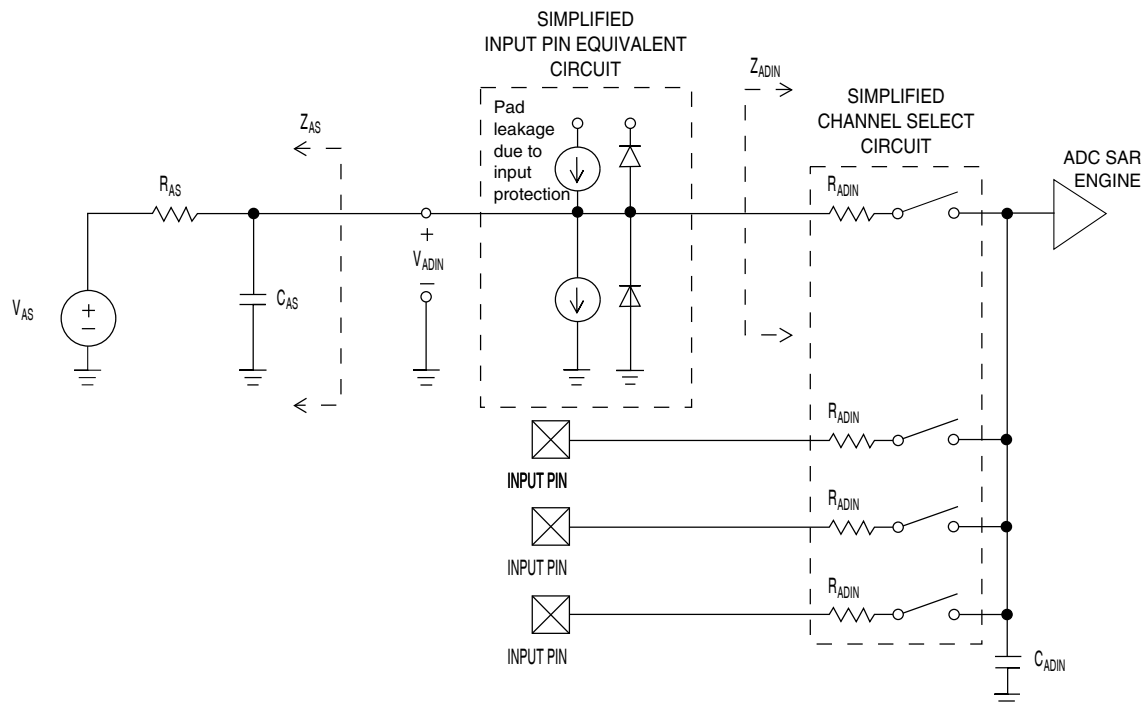 SIMPLIFIED
INPUT PIN EQUIVALENT
CIRCUIT
Z_ADIN
SIMPLIFIED
CHANNEL SELECT
CIRCUIT
Pad
leakage
due to
input
protection
Z_AS
ADC SAR
ENGINE
R_AS
R_ADIN
+
V_ADIN
–
V_AS
+
–
C_AS
R_ADIN
INPUT PIN
R_ADIN
INPUT PIN
R_ADIN
INPUT PIN
C_ADIN